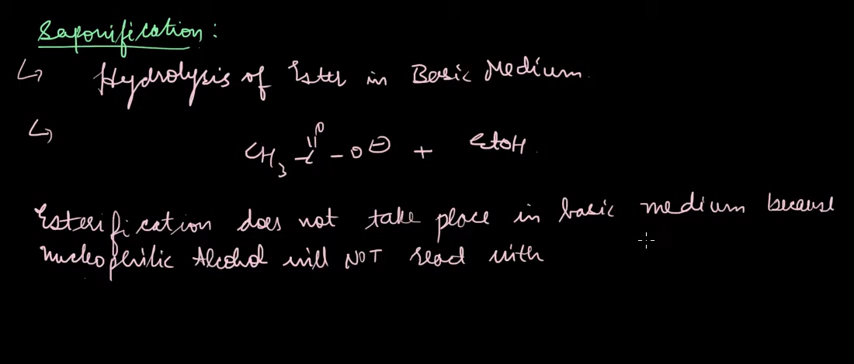 Saponification:
↳ Hydrolysis of Ester in Basic Medium
↳ CH3-C(=O)-O⊖ + EtOH
Esterification does not take place in basic medium because
Nucleophilic Alcohol will NOT read with